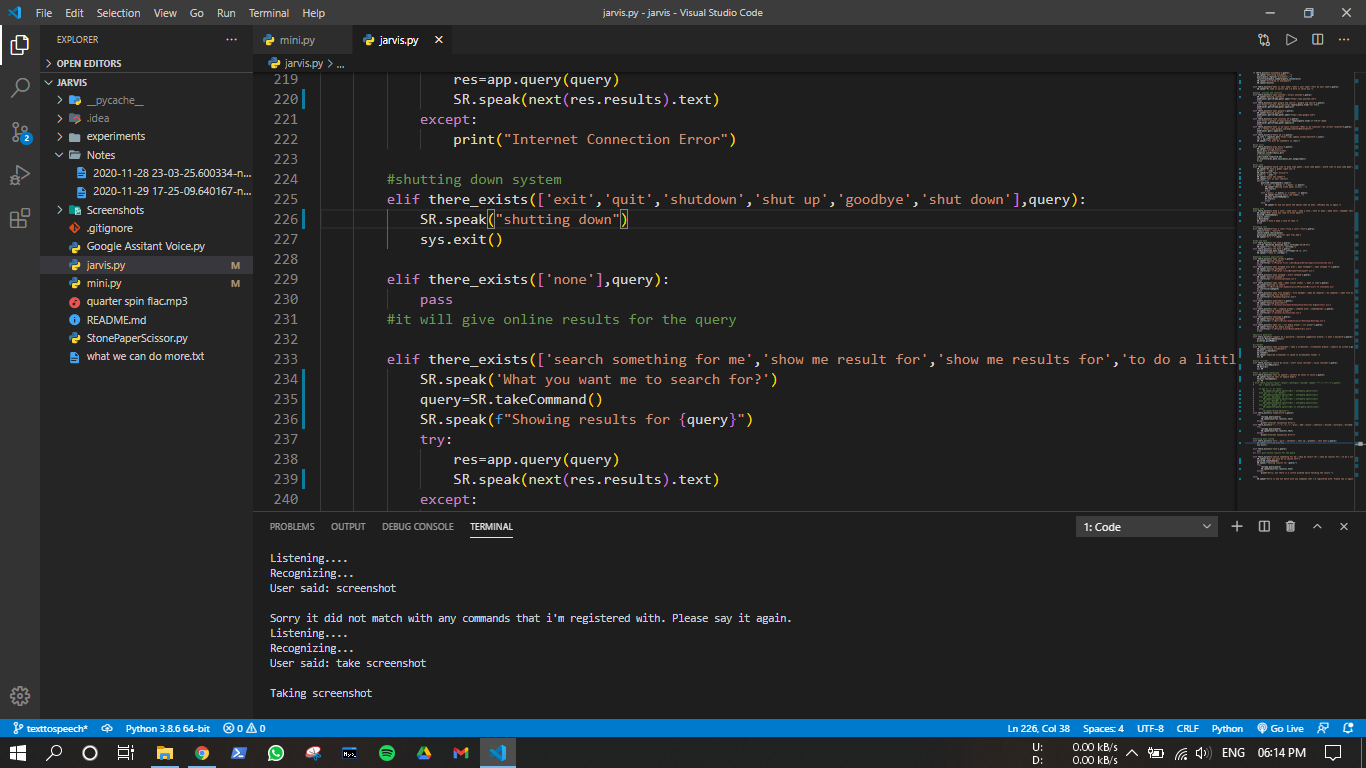 File Edit Selection View Go Run Terminal Help
jarvis.py - jarvis - Visual Studio Code
EXPLORER
OPEN EDITORS
JARVIS
__pycache__
.idea
experiments
Notes
2020-11-28 23-03-25.600334-n...
2020-11-29 17-25-09.640167-n...
Screenshots
.gitignore
Google Assitant Voice.py
jarvis.py M
mini.py M
quarter spin flac.mp3
README.md
StonePaperScissor.py
what we can do more.txt
2
mini.py
jarvis.py
jarvis.py > ...
219 res=app.query(query)
220 SR.speak(next(res.results).text)
221 except:
222 print("Internet Connection Error")
223
224 #shutting down system
225 elif there_exists(['exit','quit','shutdown','shut up','goodbye','shut down'],query):
226 SR.speak("shutting down")
227 sys.exit()
228
229 elif there_exists(['none'],query):
230 pass
231 #it will give online results for the query
232
233 elif there_exists(['search something for me','show me result for','show me results for','to do a littl
234 SR.speak('What you want me to search for?')
235 query=SR.takeCommand()
236 SR.speak(f"Showing results for {query}")
237 try:
238 res=app.query(query)
239 SR.speak(next(res.results).text)
240 except:
PROBLEMS OUTPUT DEBUG CONSOLE TERMINAL
1: Code
Listening....
Recognizing...
User said: screenshot
Sorry it did not match with any commands that i'm registered with. Please say it again.
Listening....
Recognizing...
User said: take screenshot
Taking screenshot
texttospeech* Python 3.8.6 64-bit 0 0
Ln 226, Col 38 Spaces: 4 UTF-8 CRLF Python Go Live
U: 0.00 kB/s
D: 0.00 kB/s
ENG 06:14 PM